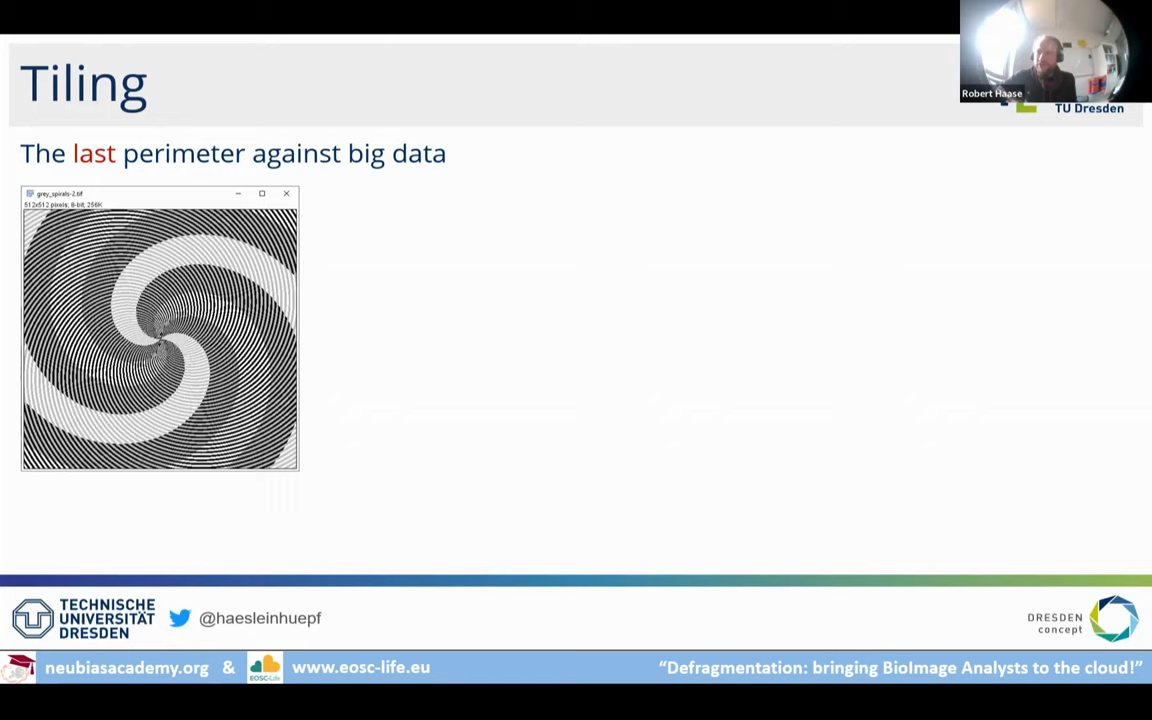 Tiling
Robert Haase
TU Dresden
The last perimeter against big data
grey_spirals-2.tif
512x512 pixels; 8-bit; 256K
TECHNISCHE
UNIVERSITÄT
DRESDEN
@haesleinhuepf
DRESDEN
concept
neubiasacademy.org & EOSC-Life www.eosc-life.eu
“Defragmentation: bringing BioImage Analysts to the cloud!”